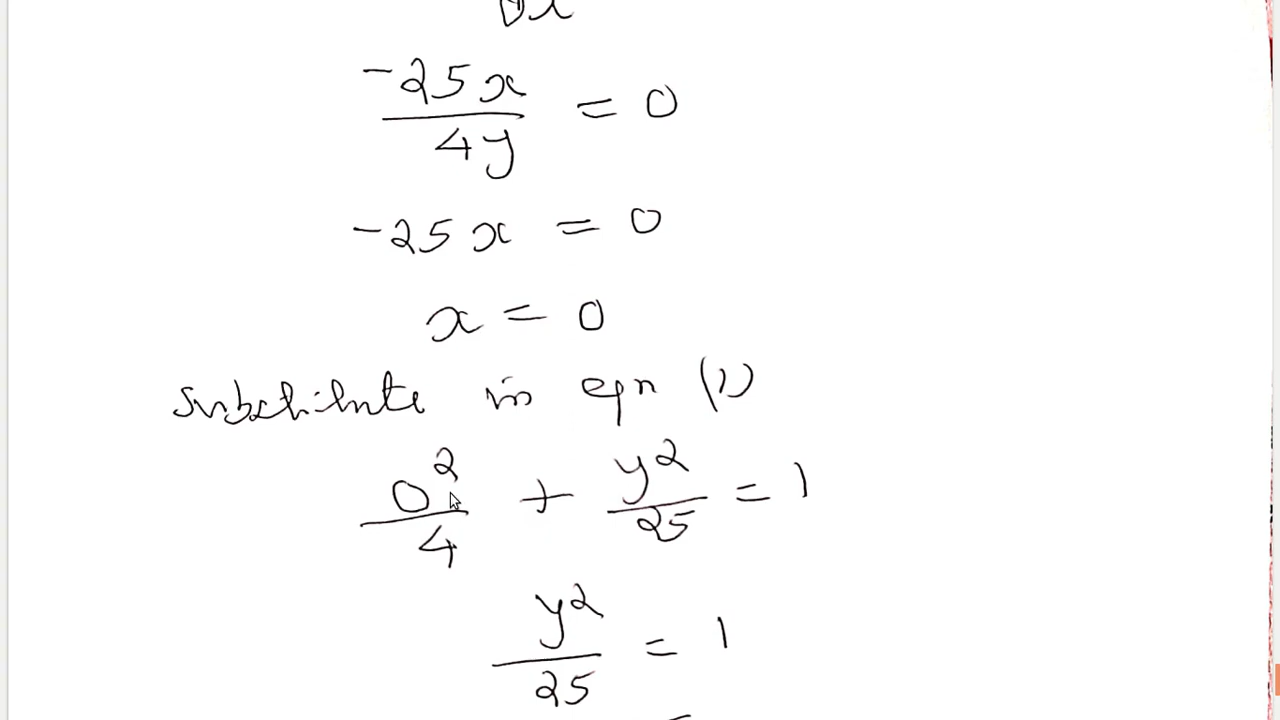 -25x/4y = 0
-25x = 0
x = 0
substitute in eqn (1)
0²/4 + y²/25 = 1
y²/25 = 1